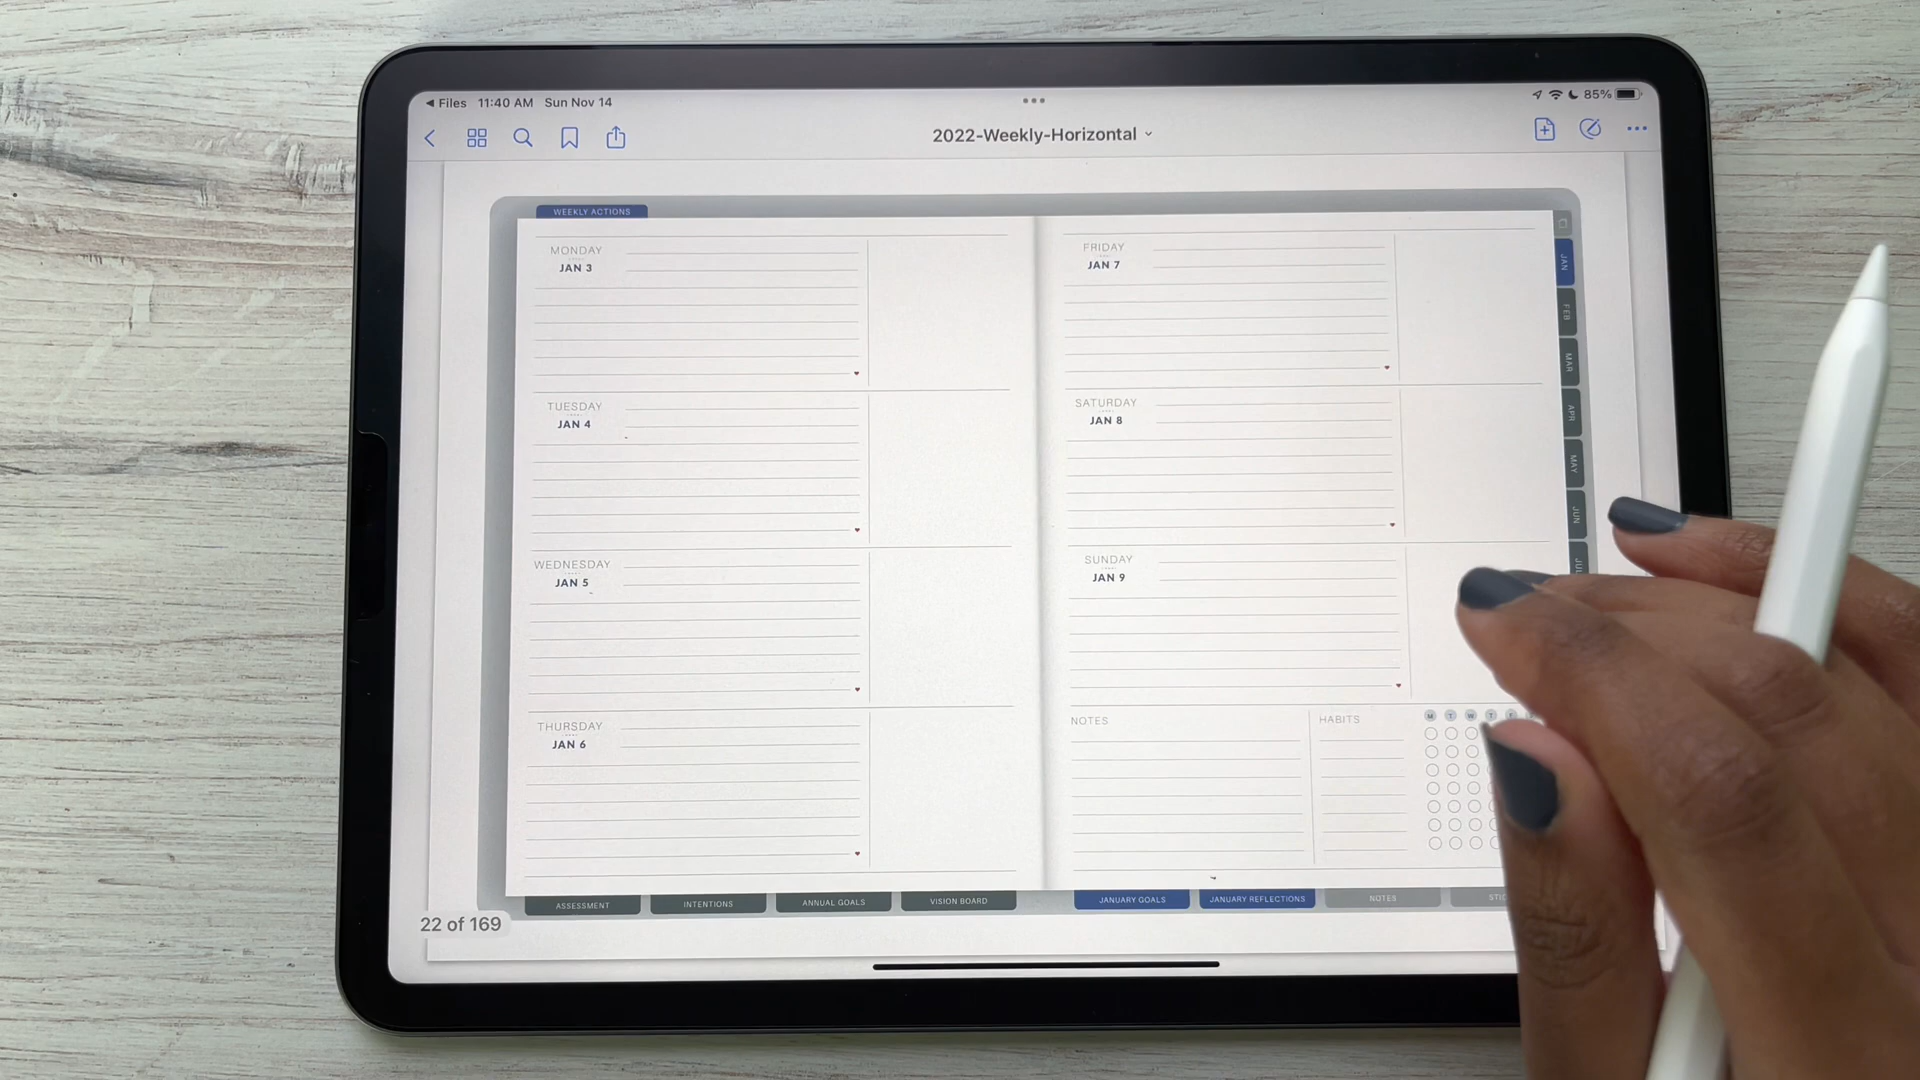 Files 11:40 AM Sun Nov 14
85%
2022-Weekly-Horizontal
WEEKLY ACTIONS
MONDAY
JAN 3
TUESDAY
JAN 4
WEDNESDAY
JAN 5
THURSDAY
JAN 6
FRIDAY
JAN 7
SATURDAY
JAN 8
SUNDAY
JAN 9
NOTES
HABITS
M T W T F
JAN
FEB
MAR
APR
MAY
JUN
ASSESSMENT
INTENTIONS
ANNUAL GOALS
VISION BOARD
JANUARY GOALS
JANUARY REFLECTIONS
NOTES
22 of 169